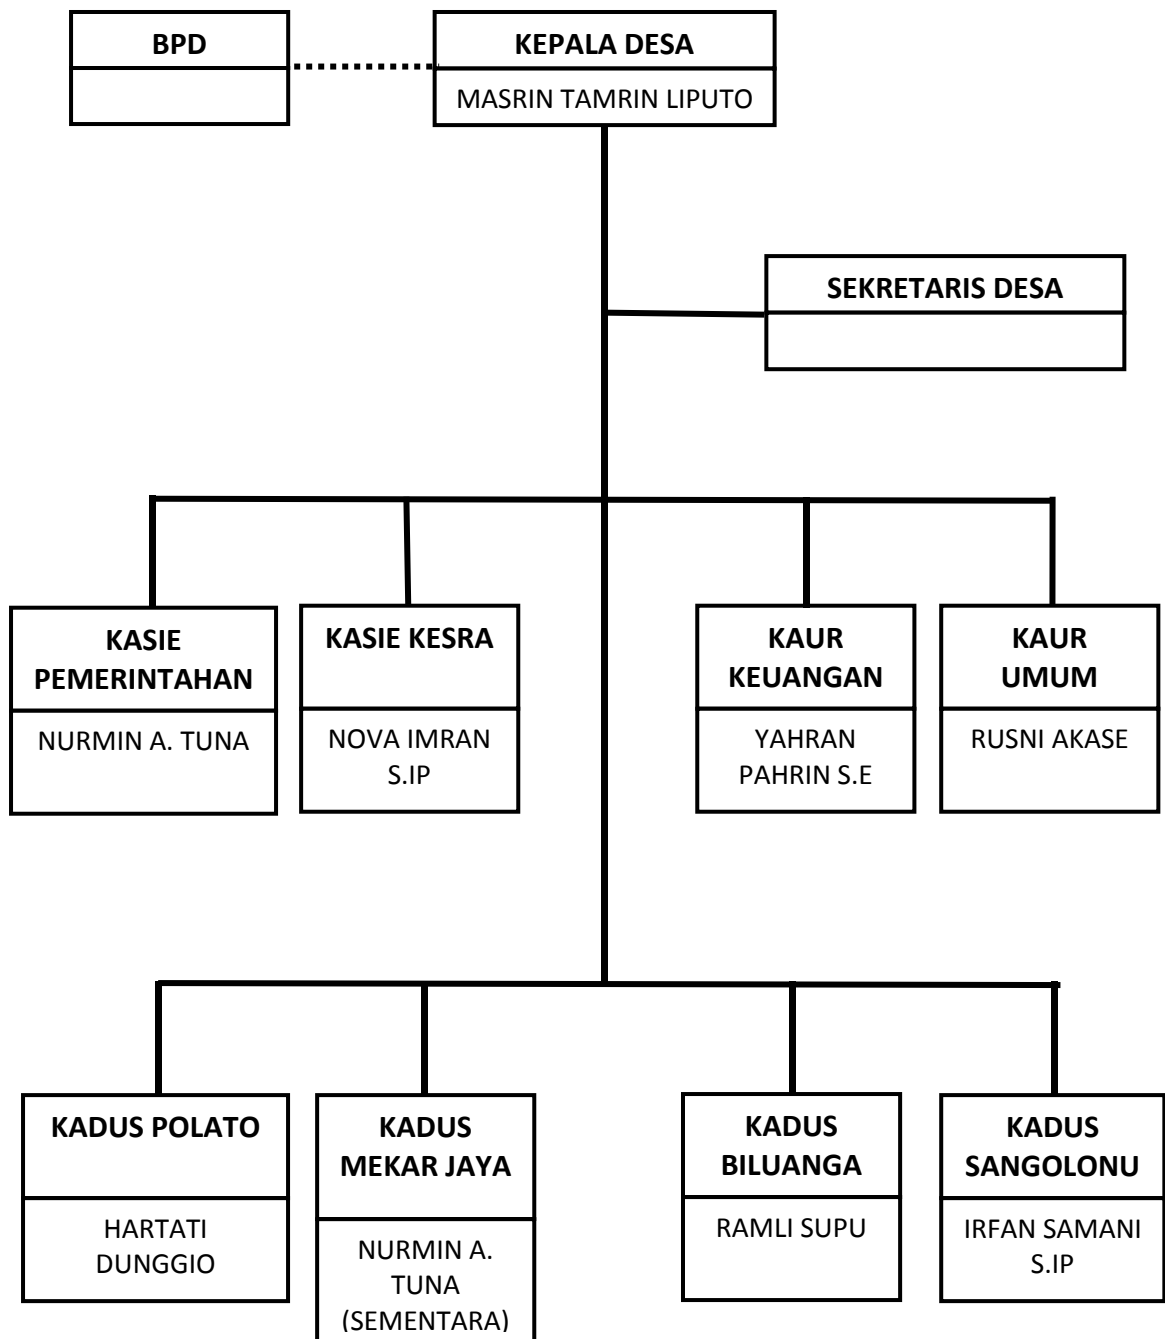 BPD
KEPALA DESA
MASRIN TAMRIN LIPUTO
SEKRETARIS DESA
KASIE
PEMERINTAHAN
NURMIN A. TUNA
KASIE KESRA
NOVA IMRAN
S.IP
KAUR
KEUANGAN
YAHRAN
PAHRIN S.E
KAUR
UMUM
RUSNI AKASE
KADUS POLATO
HARTATI
DUNGGIO
KADUS
MEKAR JAYA
NURMIN A.
TUNA
(SEMENTARA)
KADUS
BILUANGA
RAMLI SUPU
KADUS
SANGOLONU
IRFAN SAMANI
S.IP